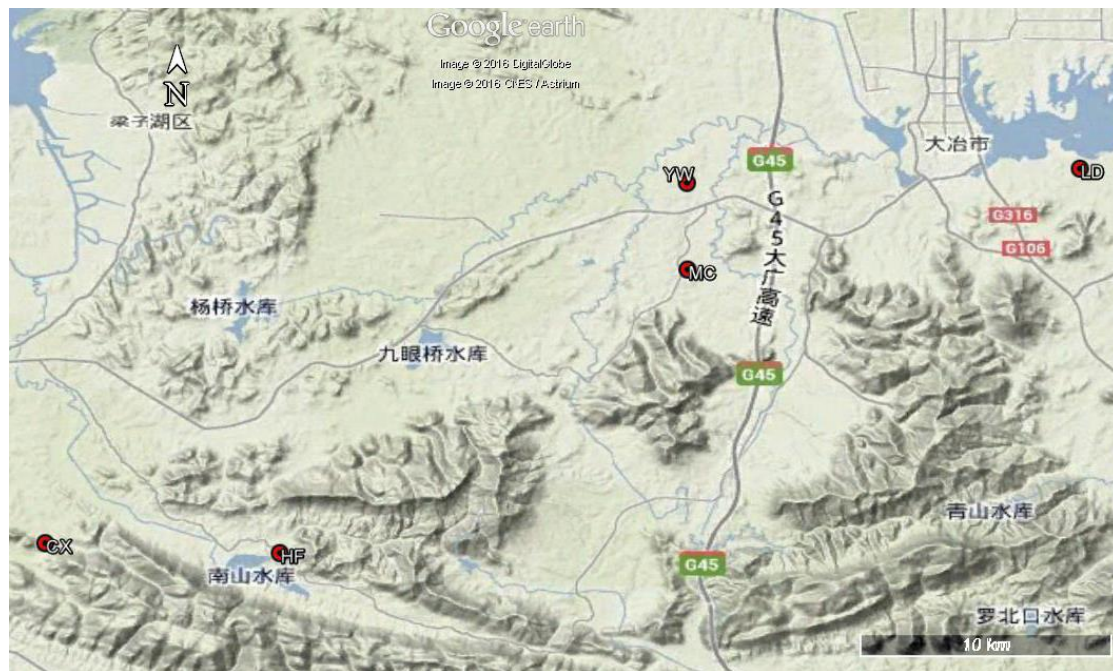 Google earth
Image © 2016 DigitalGlobe
Image © 2016 CNES / Astrium
N
梁子湖区
大冶市
G45
YW
LD
G45大广高速
G316
G106
MC
杨桥水库
九眼桥水库
G45
青山水库
CX
HF
南山水库
G45
罗北口水库
10 km